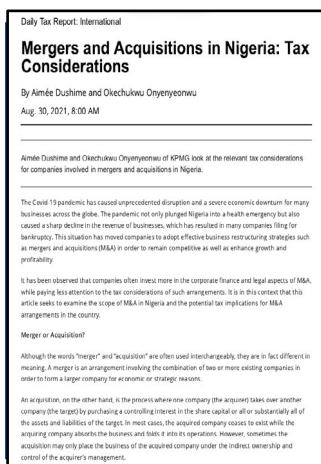 Daily Tax Report: International
Mergers and Acquisitions in Nigeria: Tax
Considerations
By Aimée Dushime and Okechukwu Onyenyeonwu
Aug. 30, 2021, 8:00 AM
Aimée Dushime and Okechukwu Onyenyeonwu of KPMG look at the relevant tax considerations
for companies involved in mergers and acquisitions in Nigeria.
The Covid 19 pandemic has caused unprecedented disruption and a severe economic downturn for many
businesses across the globe. The pandemic not only plunged Nigeria into a health emergency but also
caused a sharp decline in the revenue of businesses, which has resulted in many companies filing for
bankruptcy. This situation has moved companies to adopt effective business restructuring strategies such
as mergers and acquisitions (M&A) in order to remain competitive as well as enhance growth and
profitability.
It has been observed that companies often invest more in the corporate finance and legal aspects of M&A,
while paying less attention to the tax considerations of such arrangements. It is in this context that this
article seeks to examine the scope of M&A in Nigeria and the potential tax implications for M&A
arrangements in the country.
Merger or Acquisition?
Although the words “merger” and “acquisition” are often used interchangeably, they are in fact different in
meaning. A merger is an arrangement involving the combination of two or more existing companies in
order to form a larger company for economic or strategic reasons.
An acquisition, on the other hand, is the process where one company (the acquirer) takes over another
company (the target) by purchasing a controlling interest in the share capital or all or substantially all of
the assets and liabilities of the target. In most cases, the acquired company ceases to exist while the
acquiring company absorbs the business and folds it into its operations. However, sometimes the
acquisition may only place the business of the acquired company under the indirect ownership and
control of the acquirer's management.